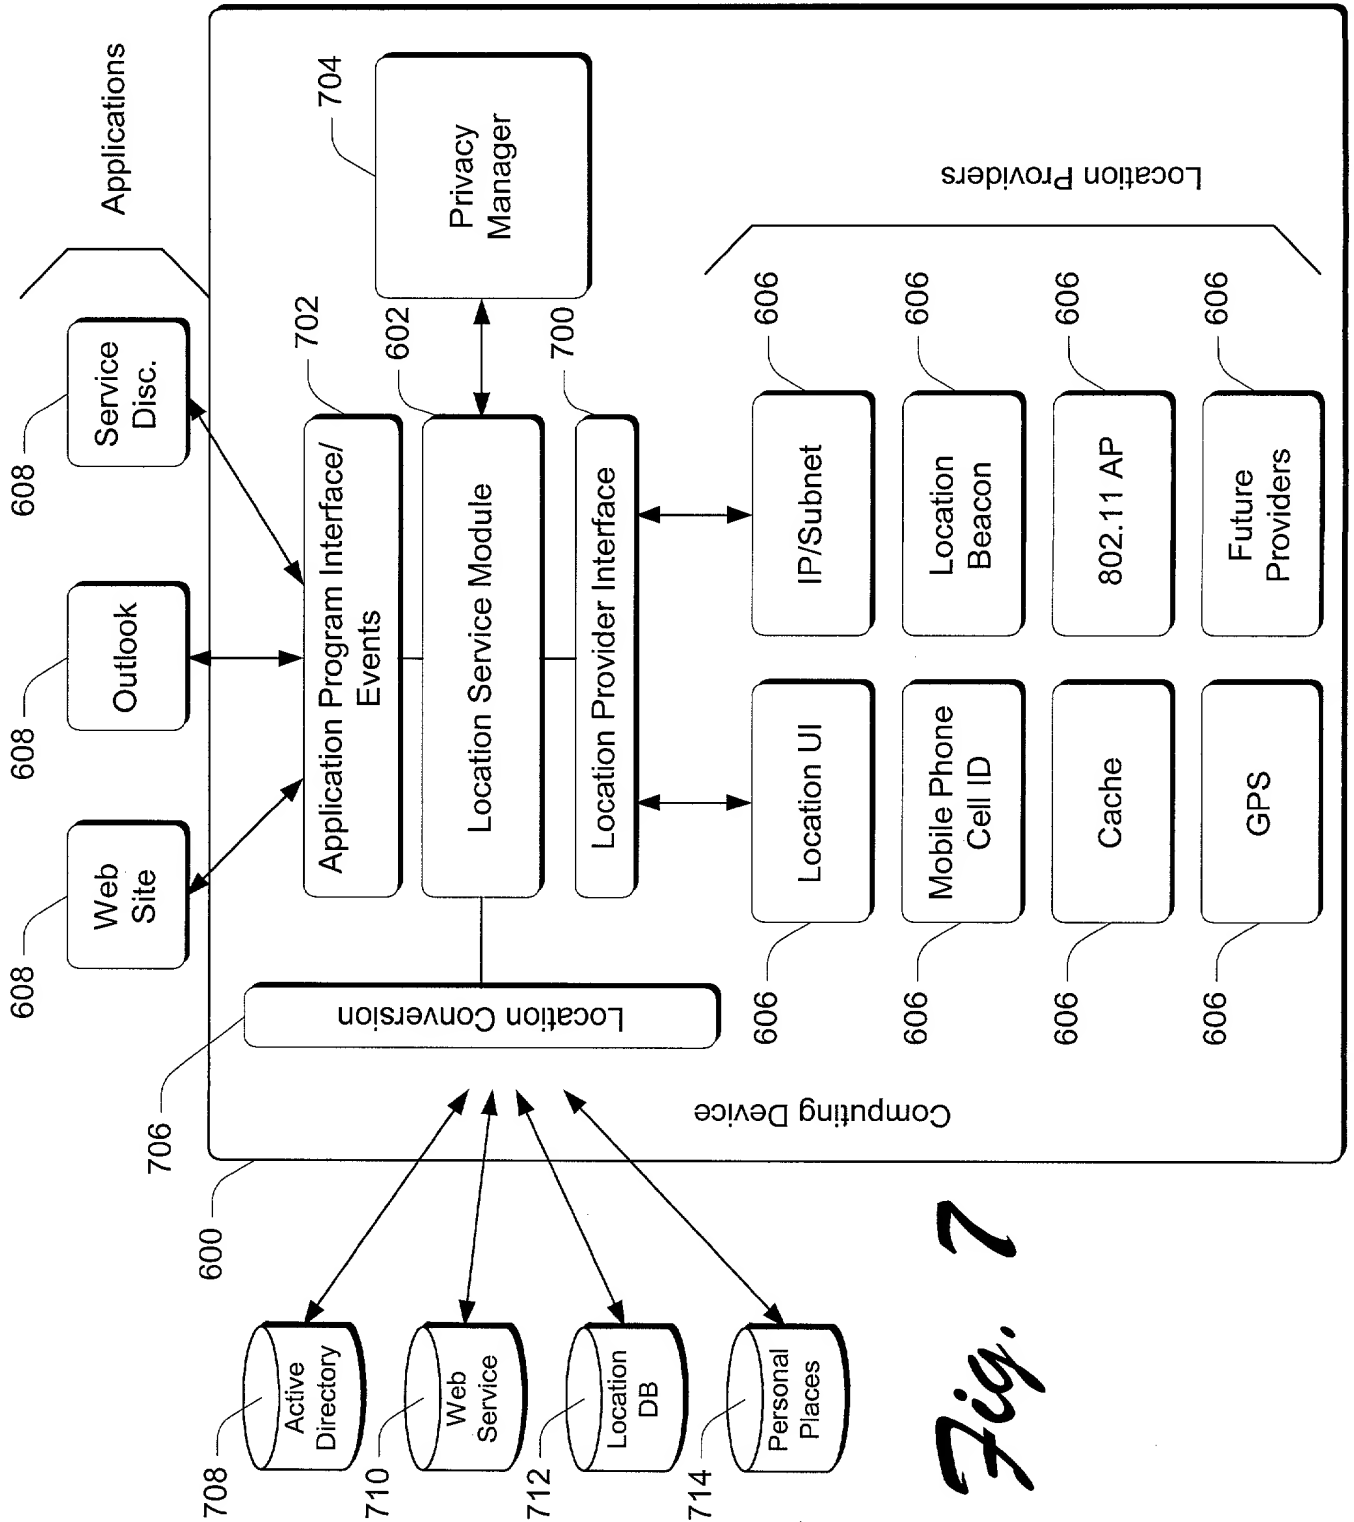 Applications
608
608
608
Web
Site
Outlook
Service
Disc.
600
706
702
602
700
704
Application Program Interface/
Events
Location Service Module
Location Provider Interface
Privacy
Manager
Location Conversion
Computing Device
708
Active
Directory
710
Web
Service
712
Location
DB
714
Personal
Places
606
Location UI
IP/Subnet
606
606
Mobile Phone
Cell ID
Location
Beacon
606
606
Cache
802.11 AP
606
606
GPS
Future
Providers
606
Location Providers
Fig. 7